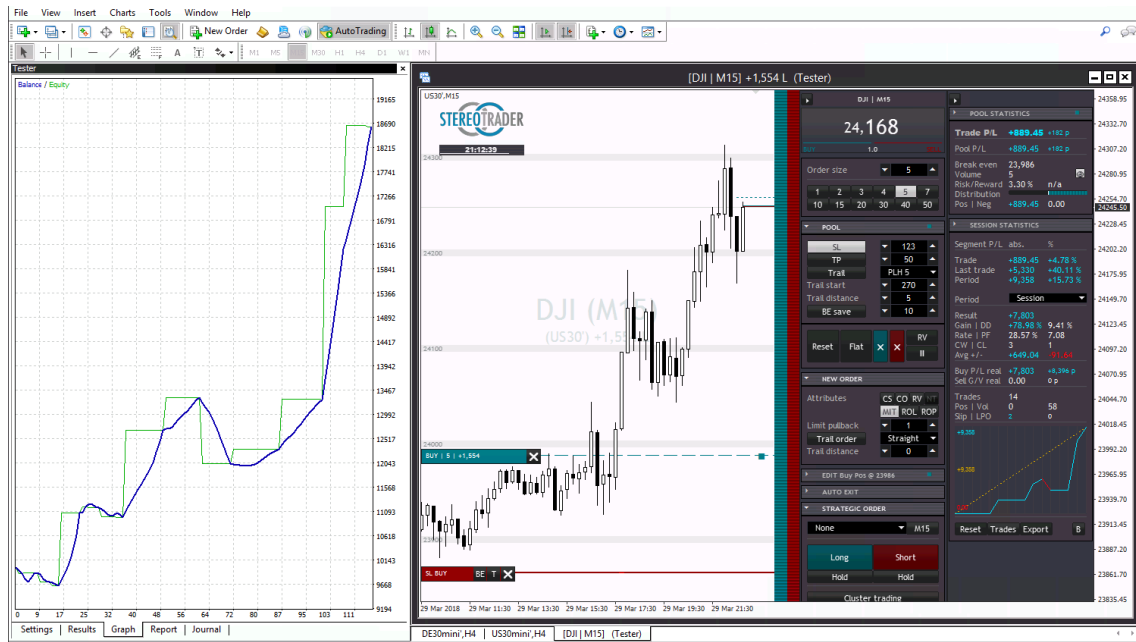 File View Insert Charts Tools Window Help
New Order AutoTrading
A T M1 M5 M30 H1 H4 D1 W1 MN
Tester
Balance / Equity
19165
18690
18215
17741
17266
16791
16316
15841
15366
14892
14417
13942
13467
12992
12517
12043
11568
11093
10618
10143
9668
9194
0 9 17 25 32 40 48 56 64 72 80 87 95 103 111
Settings Results Graph Report Journal
[DJI | M15] +1,554 L (Tester)
US30',M15
STEREOTRADER
21:12:39
24300
24200
24100
24000
23900
DJI (M15)
(US30') +1,5
BUY | 5 | +1,554 X
SL BUY BE T X
29 Mar 2018 29 Mar 11:30 29 Mar 13:30 29 Mar 15:30 29 Mar 17:30 29 Mar 19:30 29 Mar 21:30
DJI | M15
24,168
BUY 1.0
Order size 5
1 2 3 4 5 7
10 15 20 30 40 50
POOL
SL 123
TP 50
Trail PLH 5
Trail start 270
Trail distance 5
BE save 10
Reset Flat X X RV II
NEW ORDER
Attributes CS CO RV NT
MIT ROL ROP
Limit pullback 1
Trail order Straight
Trail distance 0
EDIT Buy Pos @ 23986
AUTO EXIT
STRATEGIC ORDER
None M15
Long Short
Hold Hold
Cluster trading
POOL STATISTICS
Trade P/L +889.45 +182 p
Pool P/L +889.45 +182 p
Break even 23,986
Volume 5
Risk/Reward 3.30 % n/a
Distribution
Pos | Neg +889.45 0.00
SESSION STATISTICS
Segment P/L abs. %
Trade +889.45 +4.78 %
Last trade +5,330 +40.11 %
Period +9,358 +15.73 %
Period Session
Result +7,803
Gain | DD +78.98 % 9.41 %
Rate | PF 28.57 % 7.08
CW | CL 3 1
Avg +/- +649.04 -91.64
Buy P/L real +7,803 +8,396 p
Sell G/V real 0.00 0 p
Trades 14
Pos | Vol 0 58
Slip | LPO 2 0
+9,358
+9,358
Reset Trades Export B
24358.95
24332.70
24307.20
24280.95
24254.70
24245.50
24228.45
24202.20
24175.95
24149.70
24123.45
24097.20
24070.95
24044.70
24018.45
23992.20
23965.95
23939.70
23913.45
23887.20
23861.70
23835.45
DE30mini',H4 US30mini',H4 [DJI | M15] (Tester)